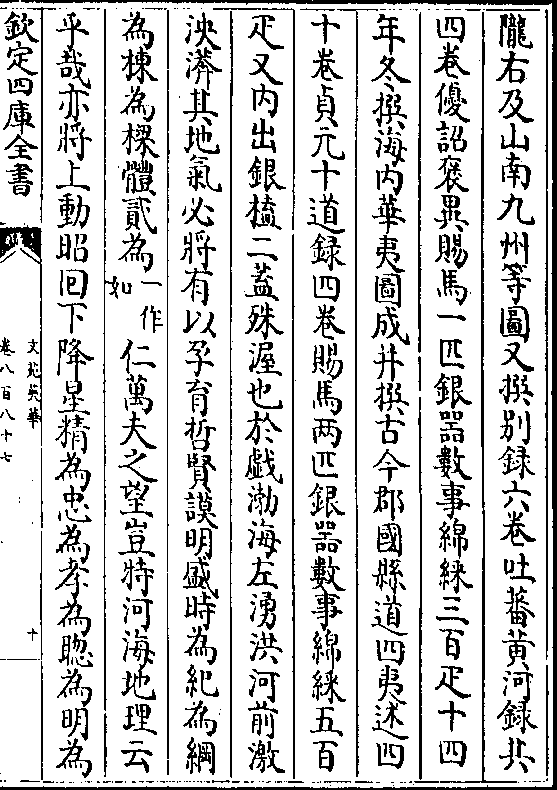 隴右及山南九州等圖又撰别録六卷吐蕃黄河録共
四卷優詔褒異賜馬一匹銀器數事綿綵三百疋十四
年冬撰海内華夷圖成并撰古今郡國縣道四夷述四
十卷貞元十道録四卷賜馬两匹銀器數事綿綵五百
疋又内出銀榼二蓋殊渥也於戯渤海左湧洪河前激
泱漭其地氣必將有以孕育哲賢謨明盛時為紀為綱
為棟為樑體貳為一作如仁萬夫之望豈特河海地理云
乎哉亦將上動昭回下降星精為忠為孝為聦為明為
欽定四庫全書
文苑英華
卷八百八十七
十